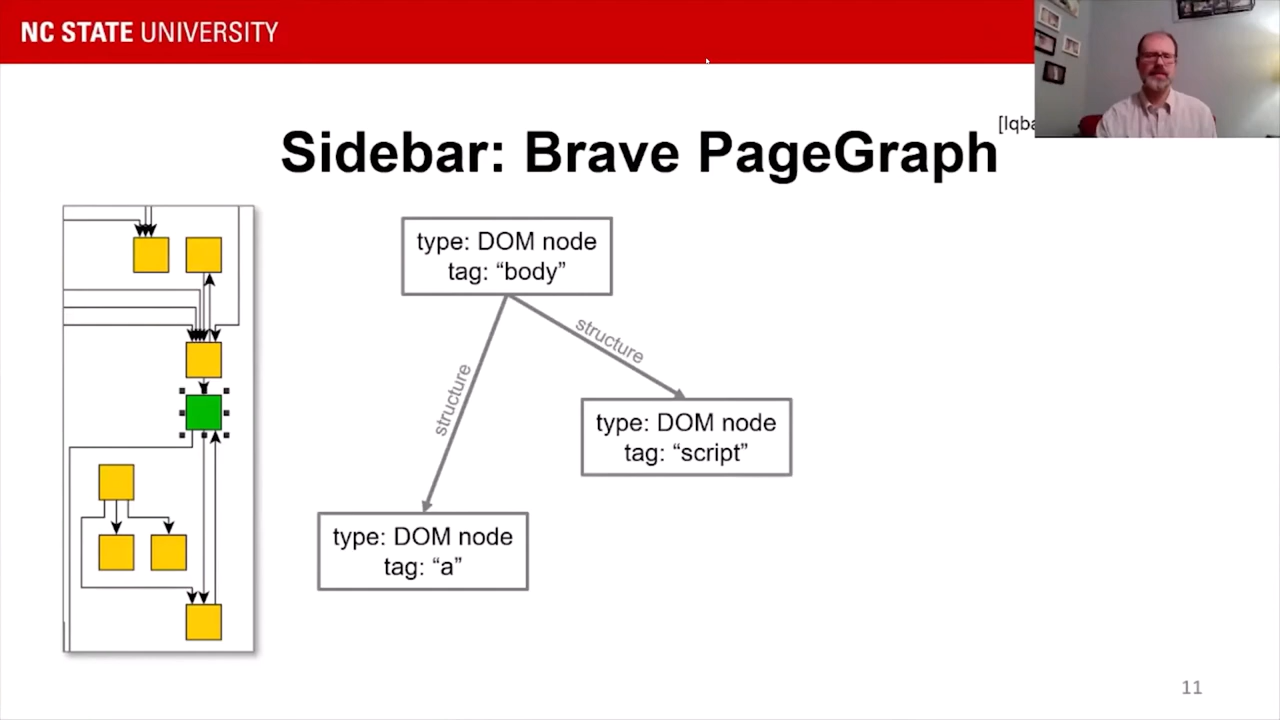 NC STATE UNIVERSITY
[Iqba
Sidebar: Brave PageGraph
type: DOM node
tag: “body”
structure
structure
type: DOM node
tag: “script”
type: DOM node
tag: “a”
11